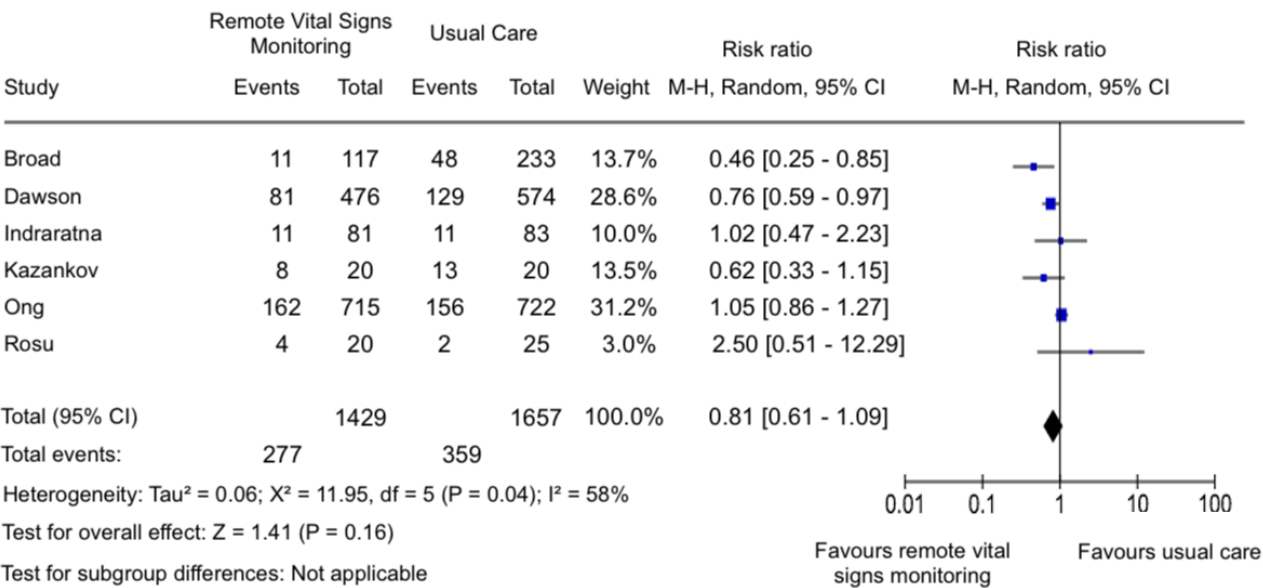 Remote Vital Signs
Monitoring
Usual Care
Risk ratio
Risk ratio
Study
Events Total Events Total Weight M-H, Random, 95% CI M-H, Random, 95% CI
Broad 11 117 48 233 13.7% 0.46 [0.25 - 0.85]
Dawson 81 476 129 574 28.6% 0.76 [0.59 - 0.97]
Indraratna 11 81 11 83 10.0% 1.02 [0.47 - 2.23]
Kazankov 8 20 13 20 13.5% 0.62 [0.33 - 1.15]
Ong 162 715 156 722 31.2% 1.05 [0.86 - 1.27]
Rosu 4 20 2 25 3.0% 2.50 [0.51 - 12.29]
Total (95% CI) 1429 1657 100.0% 0.81 [0.61 - 1.09]
Total events: 277 359
Heterogeneity: Tau² = 0.06; X² = 11.95, df = 5 (P = 0.04); I² = 58%
Test for overall effect: Z = 1.41 (P = 0.16)
Test for subgroup differences: Not applicable
0.01 0.1 1 10 100
Favours remote vital
signs monitoring
Favours usual care